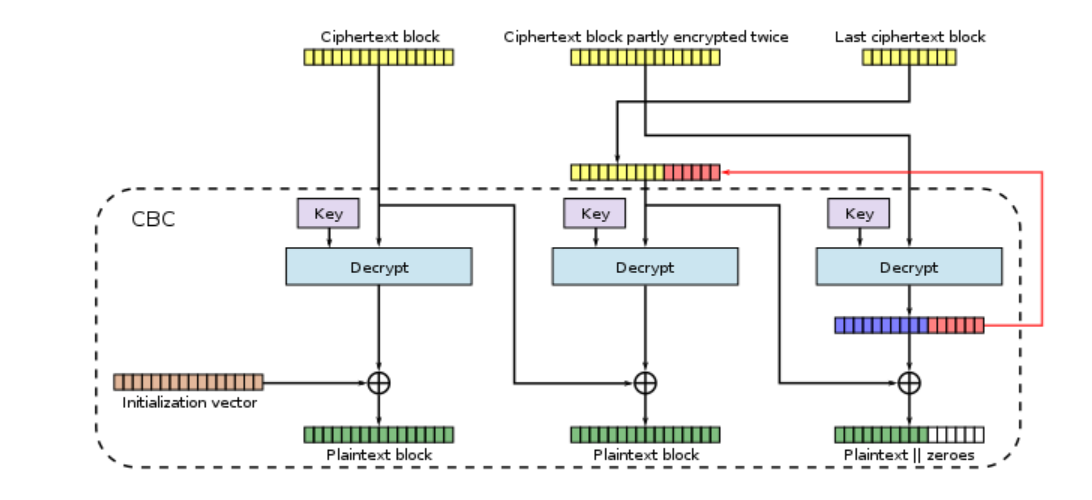 Ciphertext block
Ciphertext block partly encrypted twice
Last ciphertext block
CBC
Key
Key
Key
Decrypt
Decrypt
Decrypt
Initialization vector
Plaintext block
Plaintext block
Plaintext || zeroes